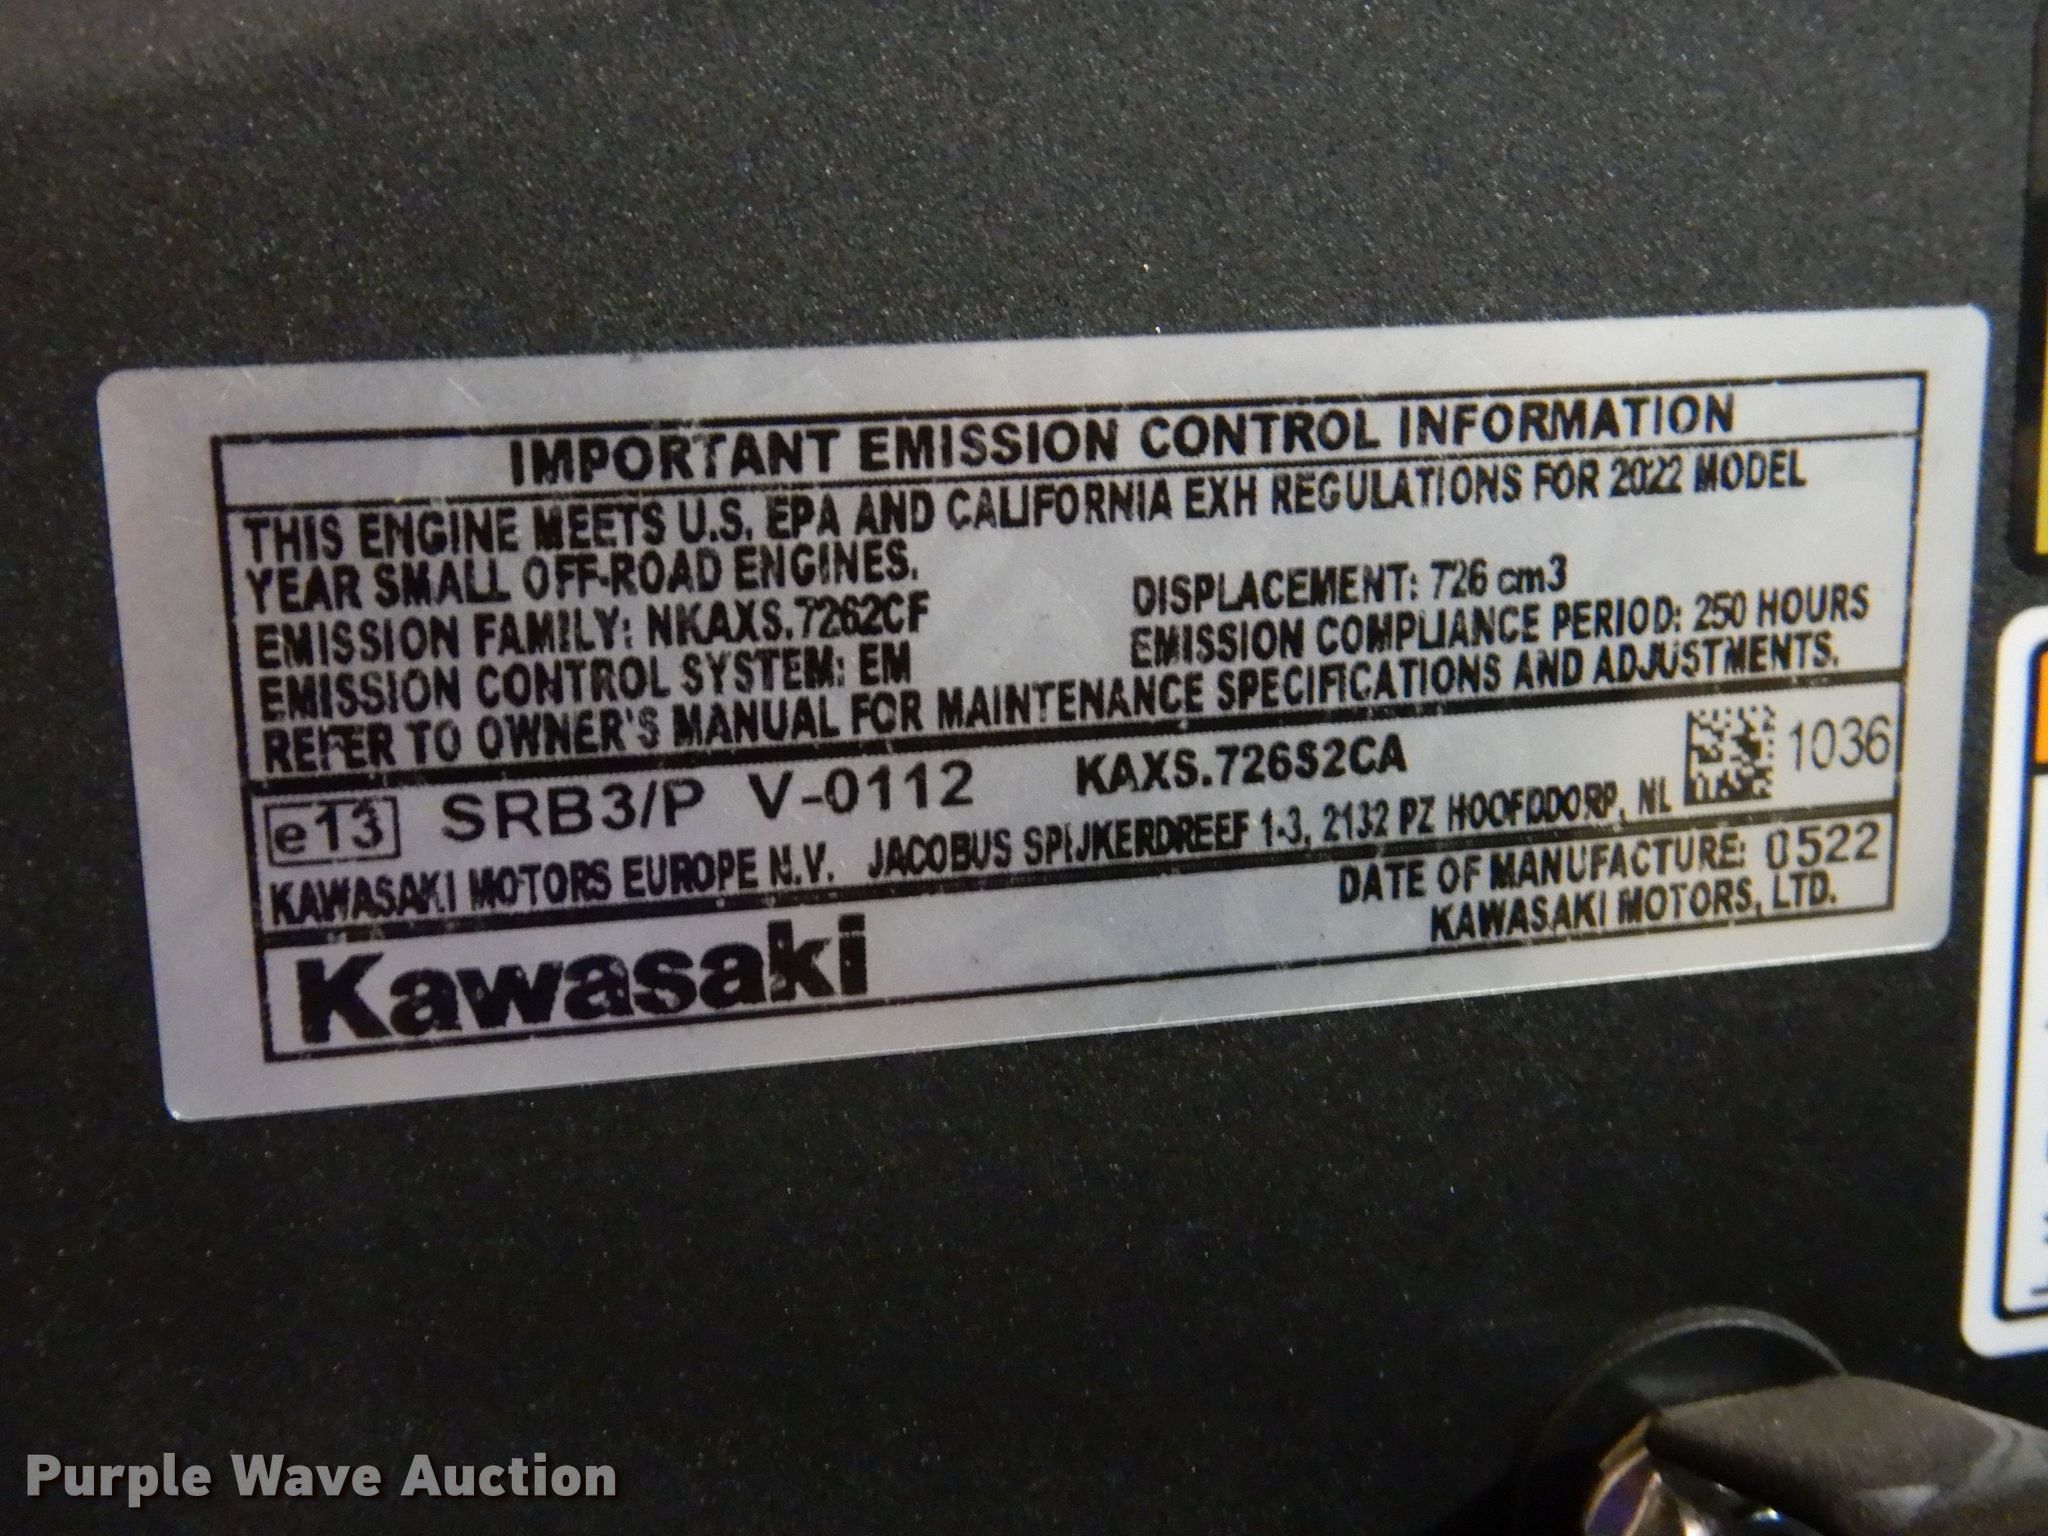 IMPORTANT EMISSION CONTROL INFORMATION
THIS ENGINE MEETS U.S. EPA AND CALIFORNIA EXH REGULATIONS FOR 2022 MODEL
YEAR SMALL OFF-ROAD ENGINES.
EMISSION FAMILY: NKAXS.7262CF DISPLACEMENT: 726 cm3
EMISSION CONTROL SYSTEM: EM EMISSION COMPLIANCE PERIOD: 250 HOURS
REFER TO OWNER'S MANUAL FOR MAINTENANCE SPECIFICATIONS AND ADJUSTMENTS.
e13 SRB3/P V-0112 KAXS.726S2CA 1036
KAWASAKI MOTORS EUROPE N.V. JACOBUS SPIJKERDREEF 1-3, 2132 PZ HOOFDDORP, NL
DATE OF MANUFACTURE: 0522
Kawasaki KAWASAKI MOTORS, LTD.
Purple Wave Auction